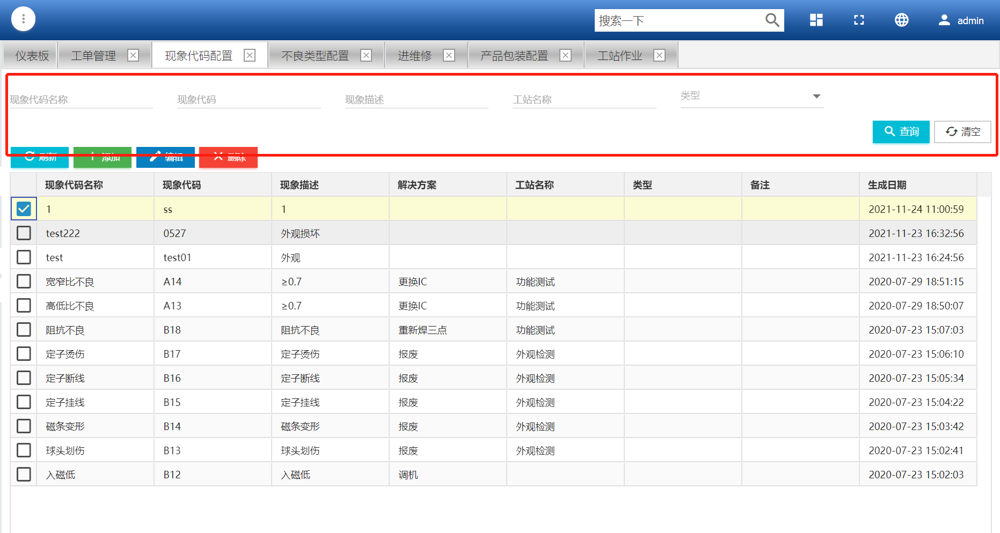 搜索一下
admin
仪表板 工单管理 现象代码配置 不良类型配置 进维修 产品包装配置 工站作业
现象代码名称 现象代码 现象描述 工站名称 类型
查询 清空
刷新 添加 编辑 删除
现象代码名称 现象代码 现象描述 解决方案 工站名称 类型 备注 生成日期
1 ss 1 2021-11-24 11:00:59
test222 0527 外观损坏 2021-11-23 16:32:56
test test01 外观 2021-11-23 16:24:56
宽窄比不良 A14 ≥0.7 更换IC 功能测试 2020-07-29 18:51:15
高低比不良 A13 ≥0.7 更换IC 功能测试 2020-07-29 18:50:07
阻抗不良 B18 阻抗不良 重新焊三点 功能测试 2020-07-23 15:07:03
定子烫伤 B17 定子烫伤 报废 外观检测 2020-07-23 15:06:10
定子断线 B16 定子断线 报废 外观检测 2020-07-23 15:05:34
定子挂线 B15 定子挂线 报废 外观检测 2020-07-23 15:04:22
磁条变形 B14 磁条变形 报废 外观检测 2020-07-23 15:03:42
球头划伤 B13 球头划伤 报废 外观检测 2020-07-23 15:02:41
入磁低 B12 入磁低 调机 2020-07-23 15:02:03